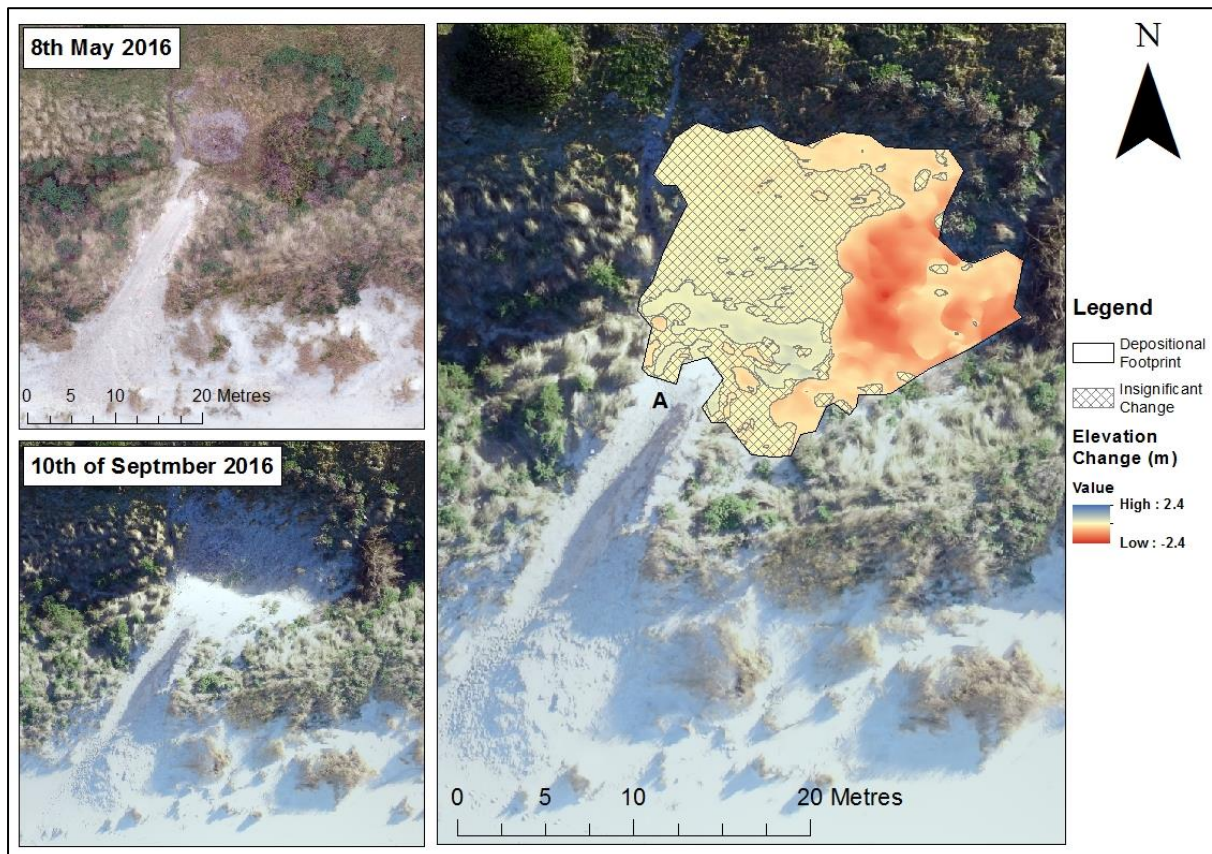 8th May 2016
0 5 10 20 Metres
10th of Septmber 2016
A
0 5 10 20 Metres
N
Legend
Depositional
Footprint
Insignificant
Change
Elevation
Change (m)
Value
High : 2.4
Low : -2.4